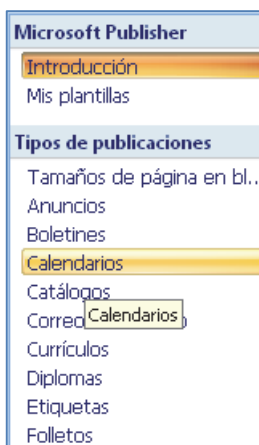 Microsoft Publisher
Introducción
Mis plantillas
Tipos de publicaciones
Tamaños de página en bl...
Anuncios
Boletines
Calendarios
Catálogos
Correo
Calendarios
Currículos
Diplomas
Etiquetas
Folletos